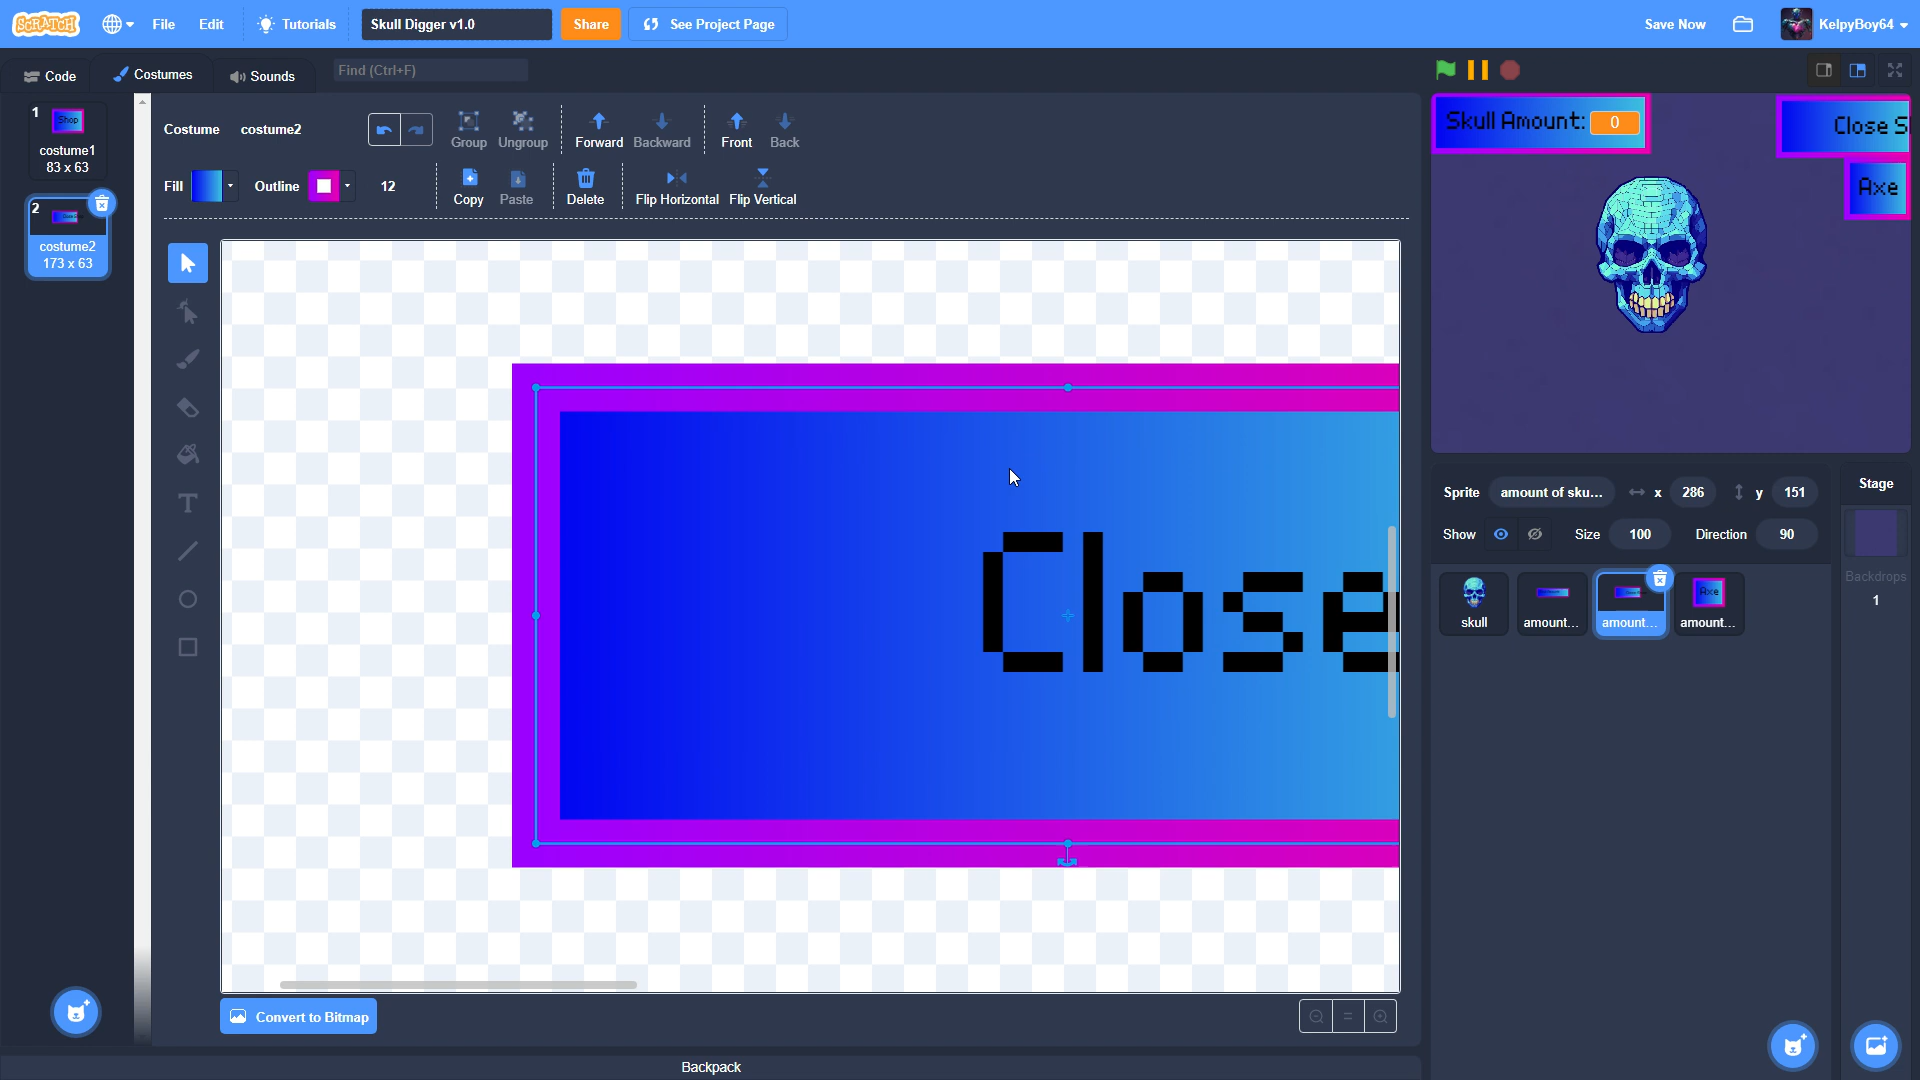 SCRATCH
File
Edit
Tutorials
Skull Digger v1.0
Share
See Project Page
Save Now
KelpyBoy64
Code
Costumes
Sounds
Find (Ctrl+F)
1
Shop
costume1
83 x 63
2
costume2
173 x 63
Costume
costume2
Group
Ungroup
Forward
Backward
Front
Back
Fill
Outline
12
Copy
Paste
Delete
Flip Horizontal
Flip Vertical
Close
Convert to Bitmap
Backpack
Skull Amount: 0
Close S
Axe
Sprite
amount of sku...
x
286
y
151
Show
Size
100
Direction
90
skull
amount...
amount...
Axe
amount...
Stage
Backdrops
1